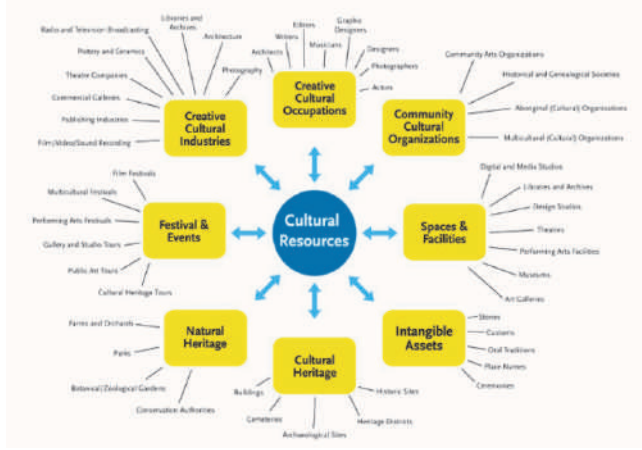 Radio and Television Broadcasting
Libraries and
Archives
Architecture
Pottery and Ceramics
Theatre Companies
Photography
Commercial Galleries
Publishing Industries
Film/Video/Sound Recording
Creative
Cultural
Industries
Editors
Graphic
Designers
Writers
Musicians
Architects
Designers
Photographers
Actors
Creative
Cultural
Occupations
Community Arts Organizations
Historical and Genealogical Societies
Aboriginal (Cultural) Organizations
Multicultural (Cultural) Organizations
Community
Cultural
Organizations
Film Festivals
Multicultural Festivals
Performing Arts Festivals
Gallery and Studio Tours
Public Art Tours
Cultural Heritage Tours
Festival &
Events
Cultural
Resources
Spaces &
Facilities
Digital and Media Studios
Libraries and Archives
Design Studios
Theatres
Performing Arts Facilities
Museums
Art Galleries
Natural
Heritage
Farms and Orchards
Parks
Botanical/Zoological Gardens
Conservation Authorities
Cultural
Heritage
Buildings
Cemeteries
Archaeological Sites
Heritage Districts
Historic Sites
Intangible
Assets
Stories
Customs
Oral Traditions
Place Names
Ceremonies